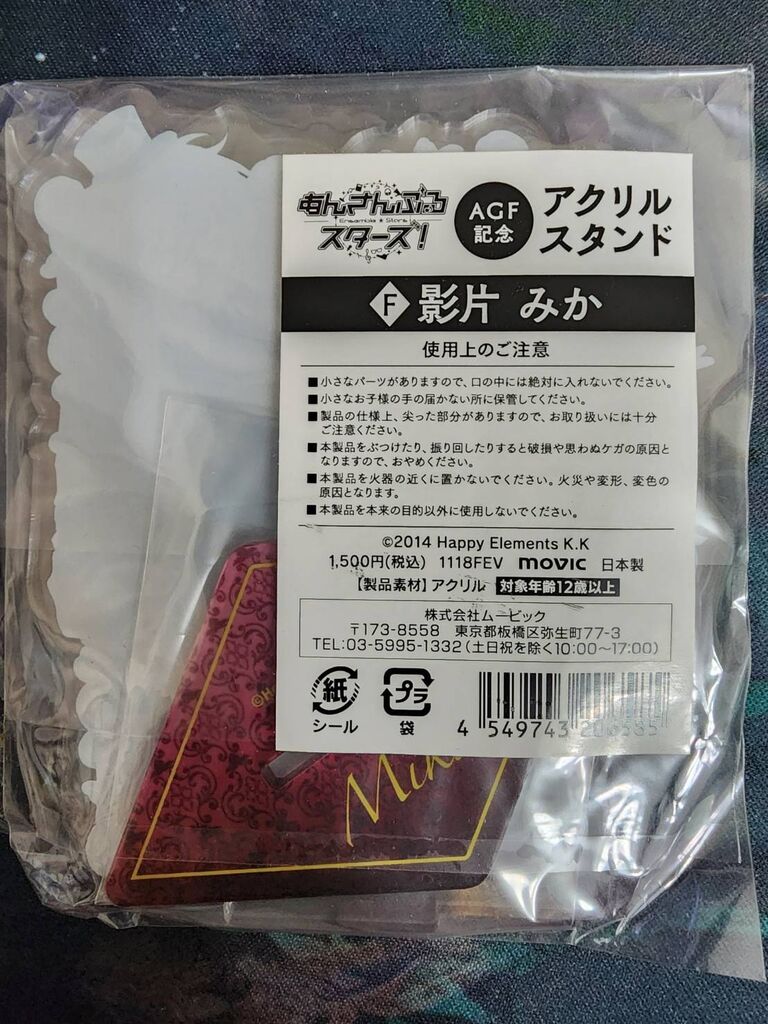 あんさんぶる
Ensemble Stars
スターズ!
AGF
記念
アクリル
スタンド
F 影片 みか
使用上のご注意
■小さなパーツがありますので、口の中には絶対に入れないでください。
■小さなお子様の手の届かない所に保管してください。
■製品の仕様上、尖った部分がありますので、お取り扱いには十分
ご注意ください。
■本製品をぶつけたり、振り回したりすると破損や思わぬケガの原因と
なりますので、おやめください。
■本製品を火器の近くに置かないでください。火災や変形、変色の
原因となります。
■本製品を本来の目的以外に使用しないでください。
©2014 Happy Elements K.K
1,500円(税込) 1118FEV movic 日本製
【製品素材】アクリル 対象年齢12歳以上
株式会社ムービック
〒173-8558 東京都板橋区弥生町77-3
TEL:03-5995-1332(土日祝を除く10:00~17:00)
紙
シール
プラ
袋
4 549743
©H